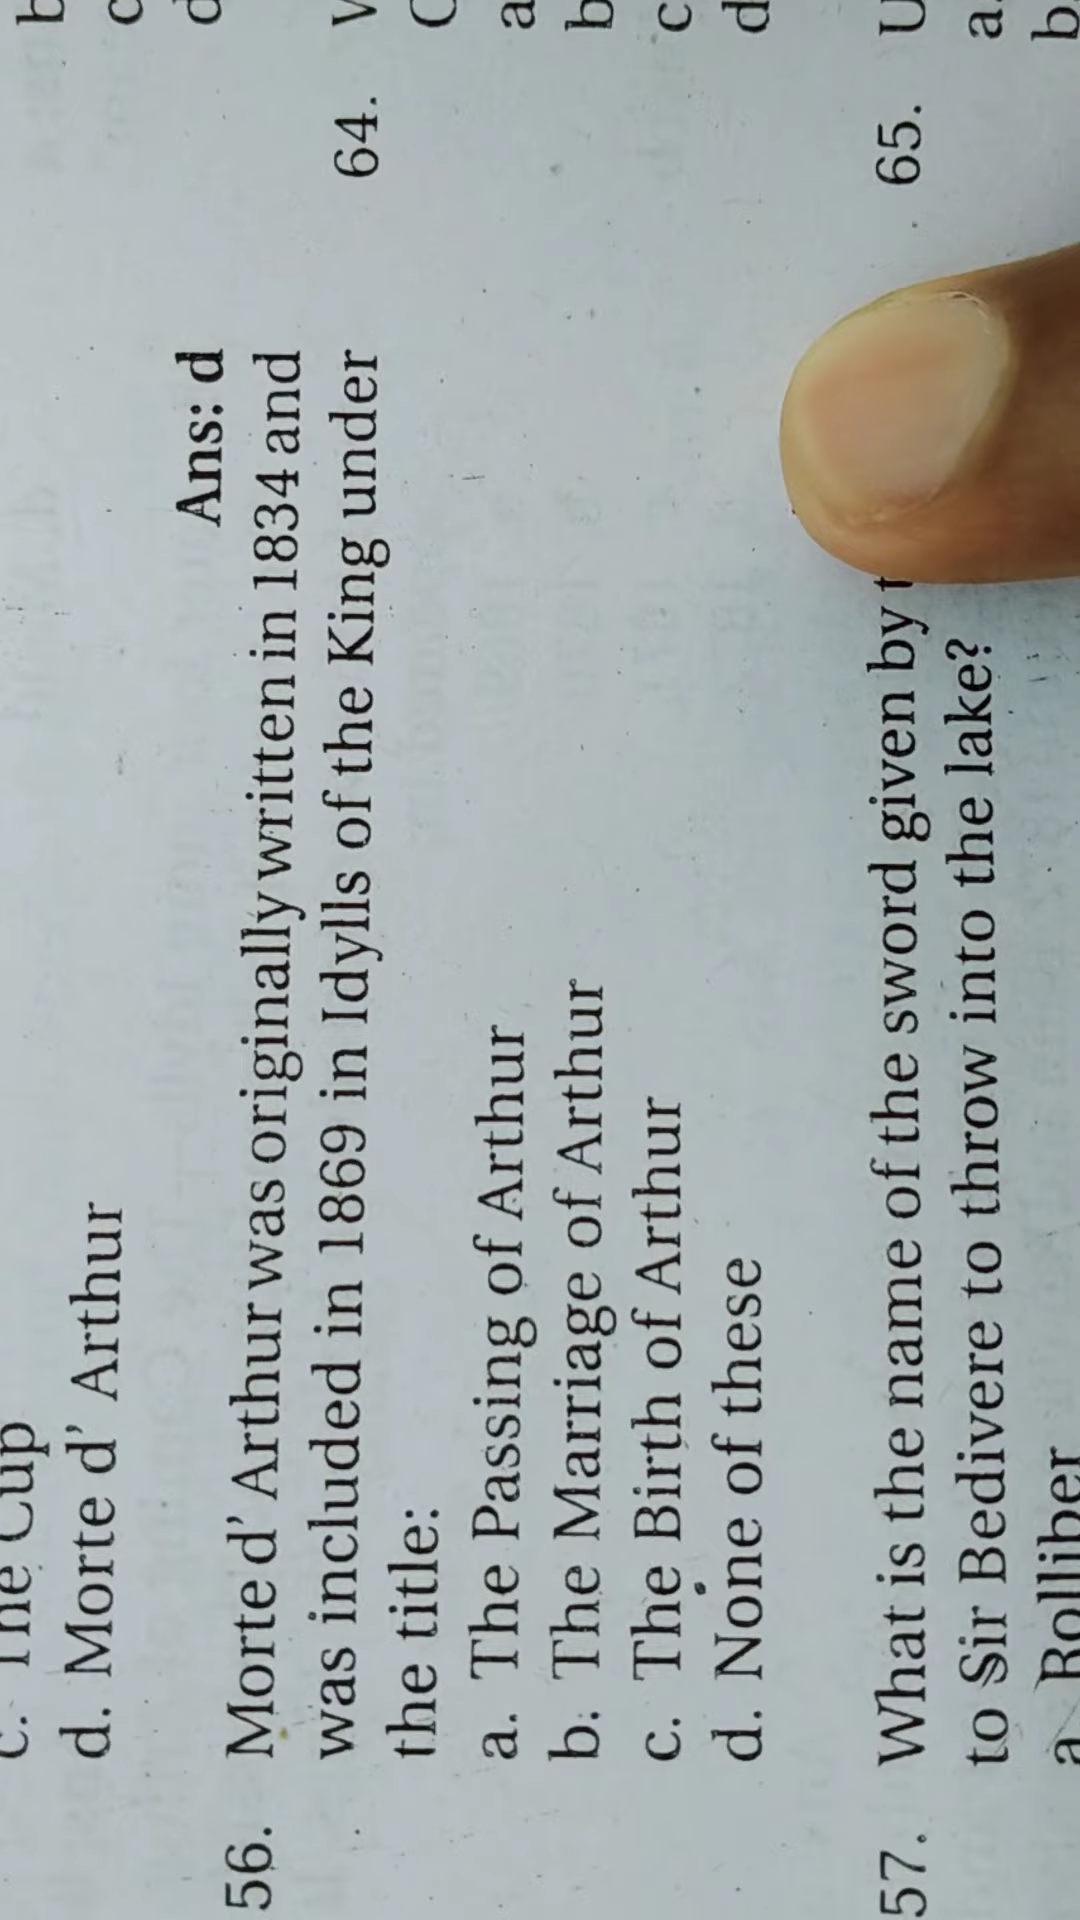 c. The Cup
d. Morte d' Arthur
Ans: d
56. Morte d' Arthur was originally written in 1834 and
was included in 1869 in Idylls of the King under
the title:
a. The Passing of Arthur
b. The Marriage of Arthur
c. The Birth of Arthur
d. None of these
57. What is the name of the sword given by
to Sir Bedivere to throw into the lake?
a. Bolliber
b
c
d
64.
a
b
c
d
65. U
a.
b.